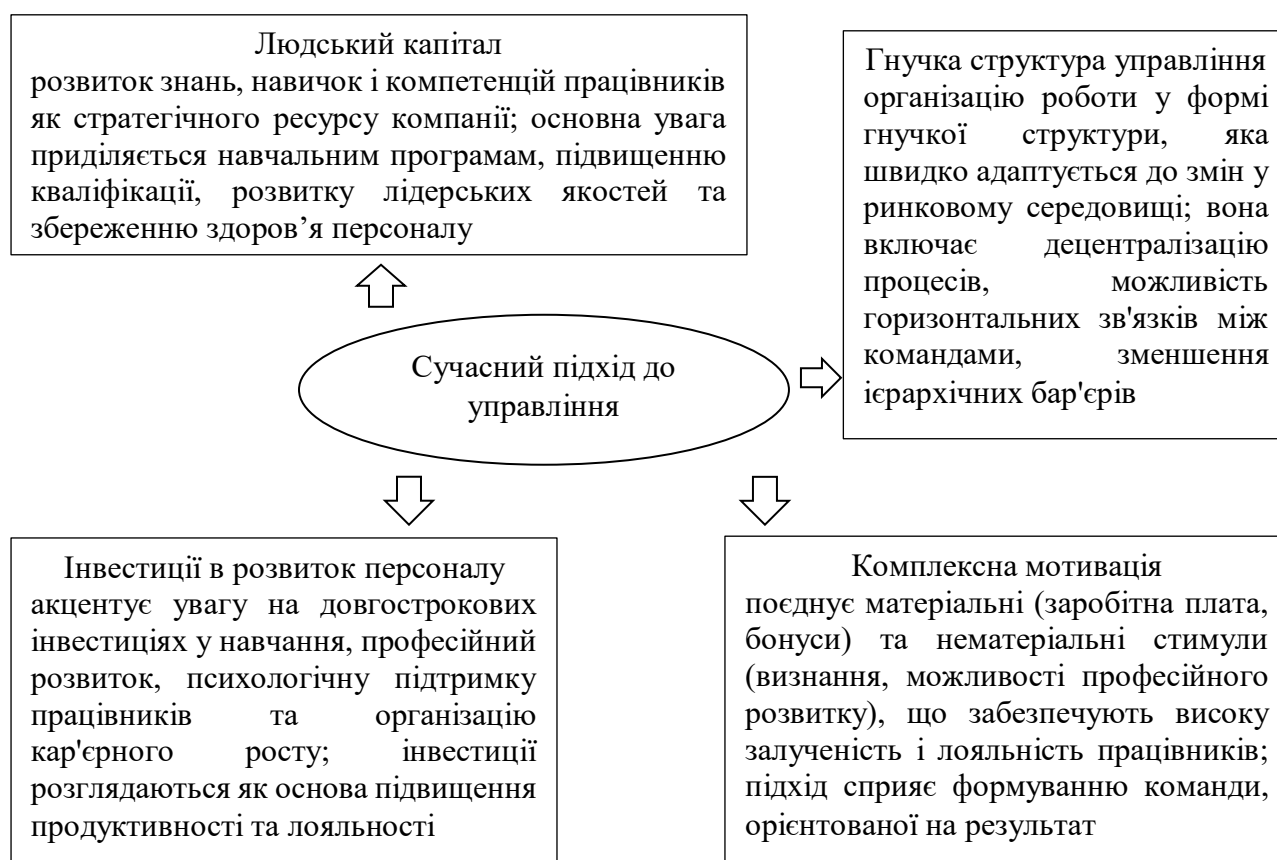 Людський капітал
розвиток знань, навичок і компетенцій працівників
як стратегічного ресурсу компанії; основна увага
приділяється навчальним програмам, підвищенню
кваліфікації, розвитку лідерських якостей та
збереженню здоров’я персоналу
Гнучка структура управління
організацію роботи у формі
гнучкої структури, яка
швидко адаптується до змін у
ринковому середовищі; вона
включає децентралізацію
процесів, можливість
горизонтальних зв'язків між
командами, зменшення
ієрархічних бар'єрів
Сучасний підхід до
управління
Інвестиції в розвиток персоналу
акцентує увагу на довгострокових
інвестиціях у навчання, професійний
розвиток, психологічну підтримку
працівників та організацію
кар'єрного росту; інвестиції
розглядаються як основа підвищення
продуктивності та лояльності
Комплексна мотивація
поєднує матеріальні (заробітна плата,
бонуси) та нематеріальні стимули
(визнання, можливості професійного
розвитку), що забезпечують високу
залученість і лояльність працівників;
підхід сприяє формуванню команди,
орієнтованої на результат